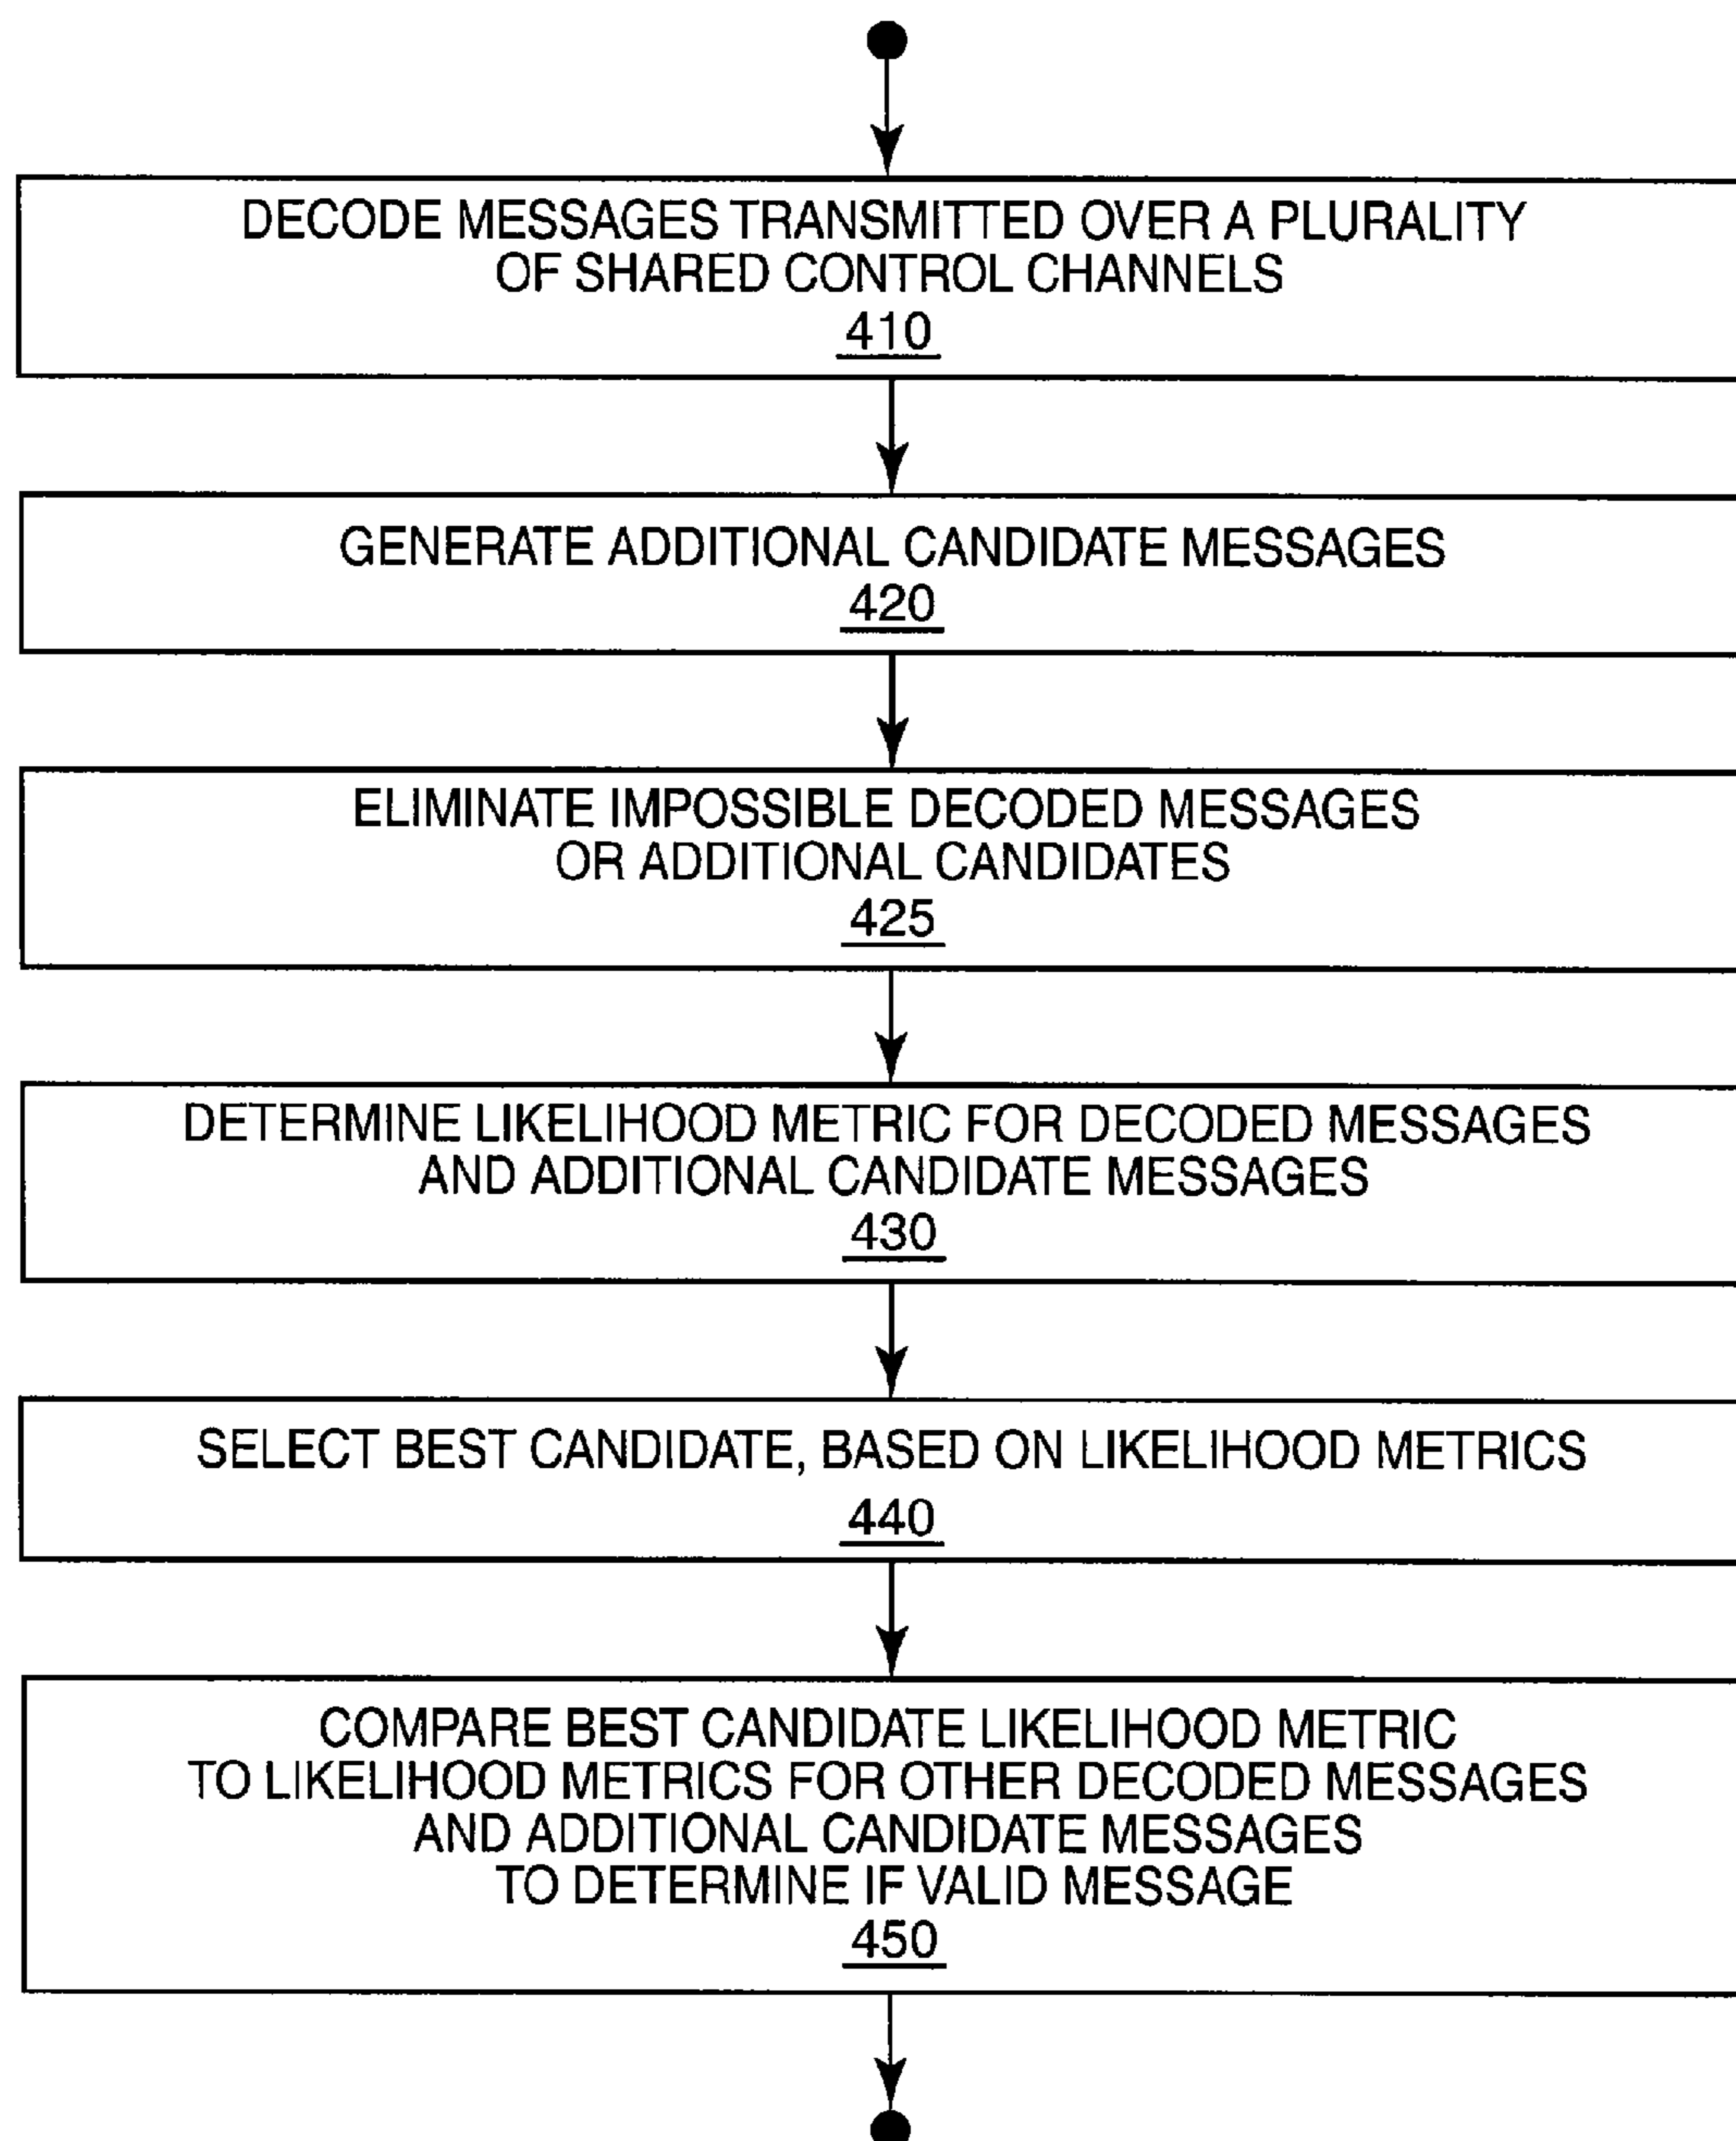 DECODE MESSAGES TRANSMITTED OVER A PLURALITY
OF SHARED CONTROL CHANNELS
410
GENERATE ADDITIONAL CANDIDATE MESSAGES
420
ELIMINATE IMPOSSIBLE DECODED MESSAGES
OR ADDITIONAL CANDIDATES
425
DETERMINE LIKELIHOOD METRIC FOR DECODED MESSAGES
AND ADDITIONAL CANDIDATE MESSAGES
430
SELECT BEST CANDIDATE, BASED ON LIKELIHOOD METRICS
440
COMPARE BEST CANDIDATE LIKELIHOOD METRIC
TO LIKELIHOOD METRICS FOR OTHER DECODED MESSAGES
AND ADDITIONAL CANDIDATE MESSAGES
TO DETERMINE IF VALID MESSAGE
450